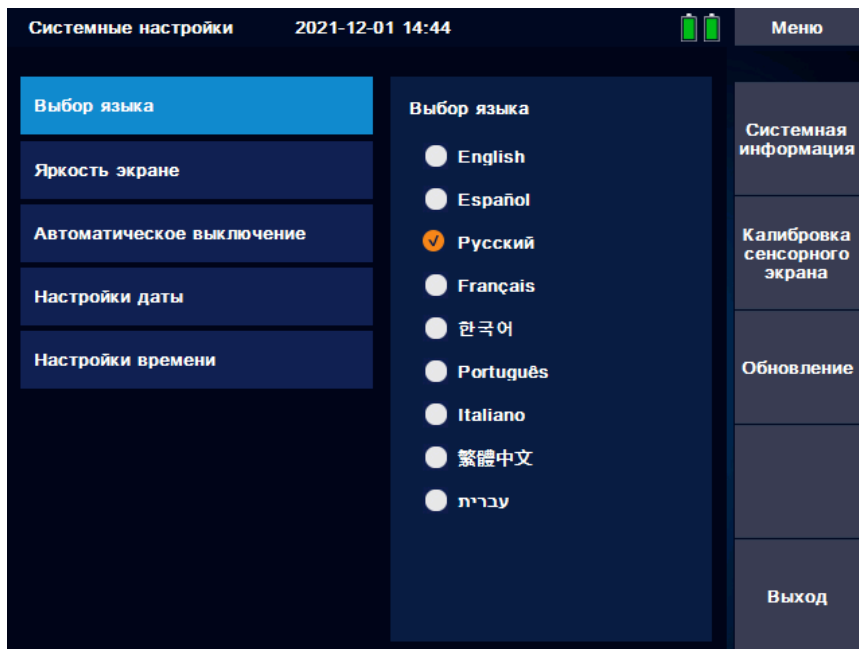 Системные настройки 2021-12-01 14:44
Меню
Выбор языка
Яркость экране
Автоматическое выключение
Настройки даты
Настройки времени
Выбор языка
English
Español
Русский
Français
한국어
Português
Italiano
繁體中文
עברית
Системная
информация
Калибровка
сенсорного
экрана
Обновление
Выход